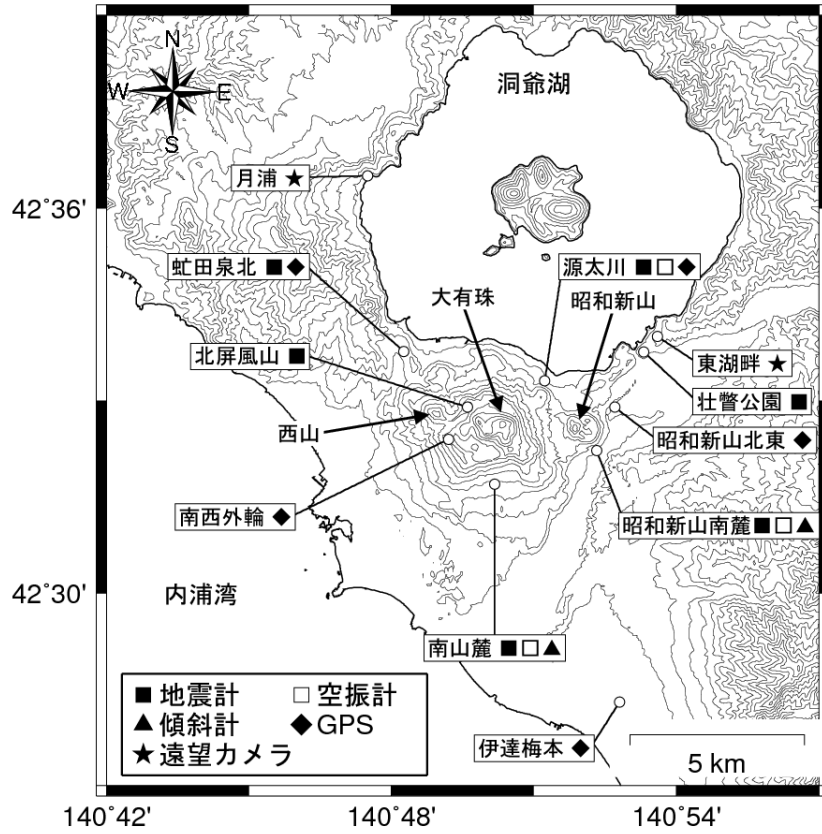 N
W E
S
洞爺湖
月浦 ★
42°36'
虻田泉北 ■◆
源太川 ■□◆
大有珠
昭和新山
北屏風山 ■
東湖畔 ★
壮瞥公園 ■
西山
昭和新山北東 ◆
南西外輪 ◆
昭和新山南麓■□▲
42°30'
内浦湾
南山麓 ■□▲
■地震計 □空振計
▲傾斜計 ◆GPS
★遠望カメラ
伊達梅本 ◆
5 km
140°42' 140°48' 140°54'